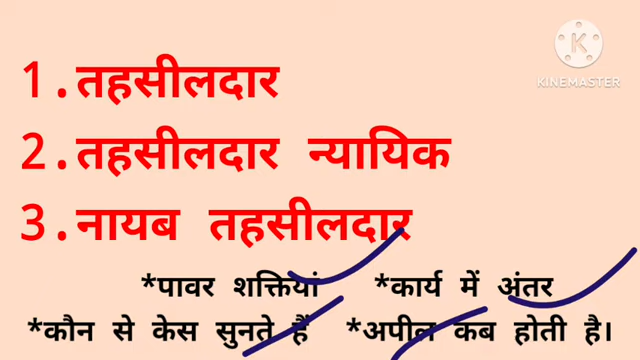 1.तहसीलदार
KINEMASTER
2.तहसीलदार न्यायिक
3.नायब तहसीलदार
*पावर शक्तियां *कार्य में अंतर
*कौन से केस सुनते हैं *अपील कब होती है।